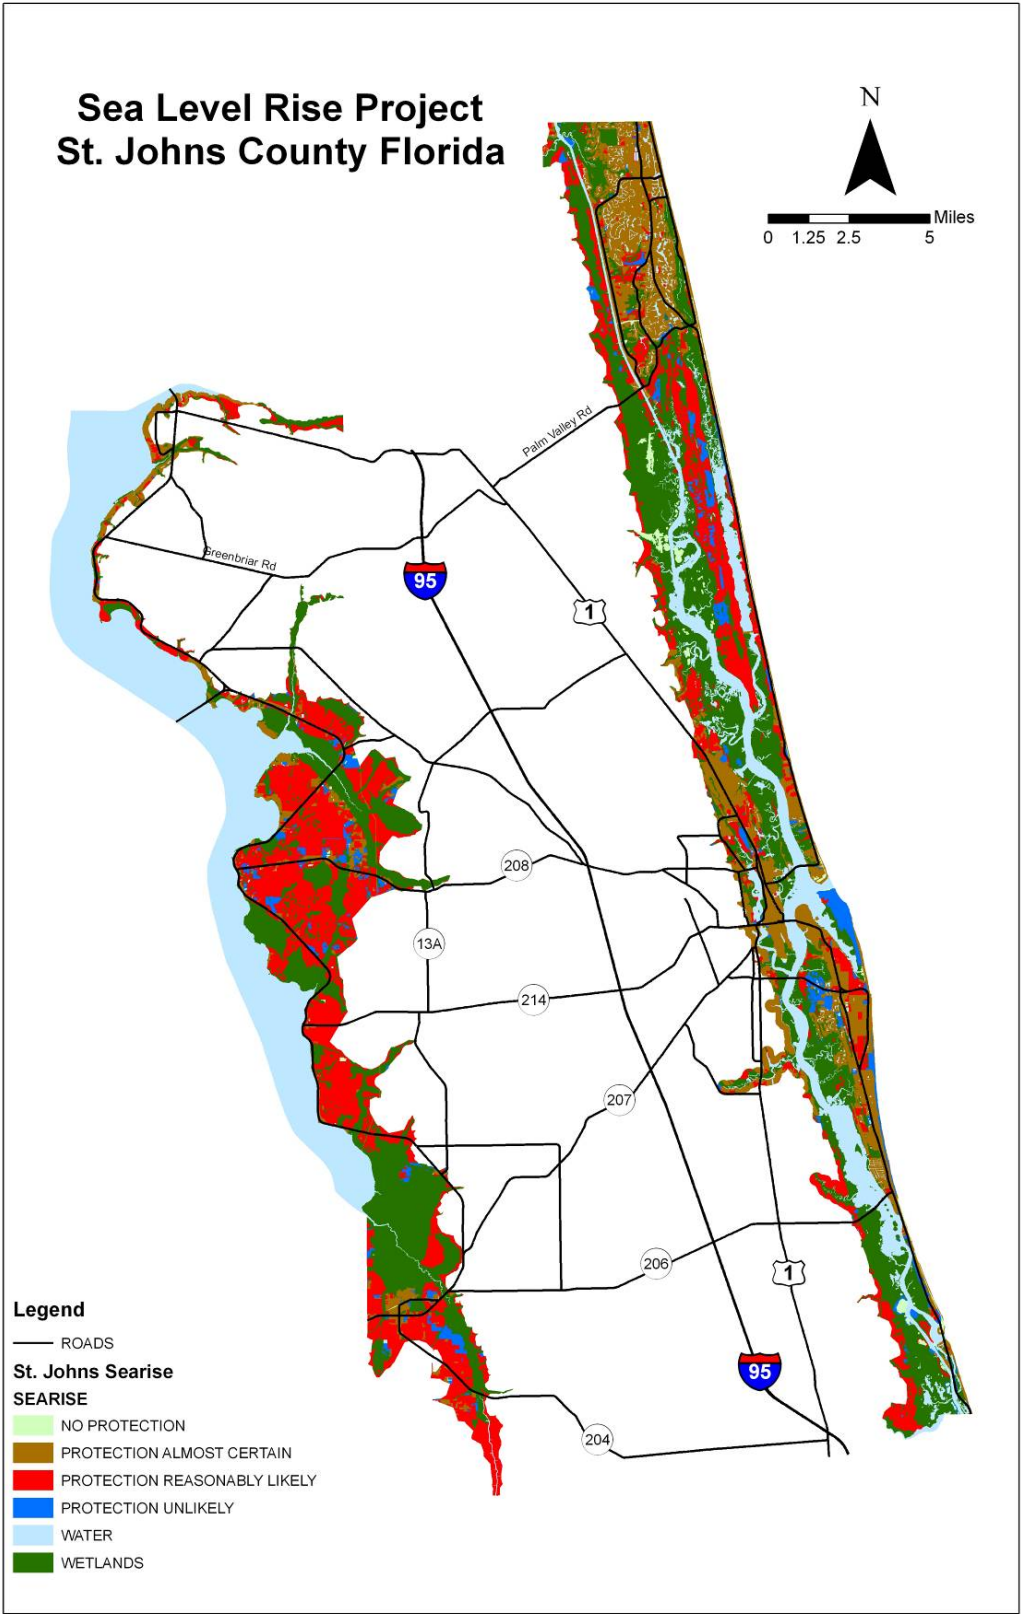 Sea Level Rise Project
St. Johns County Florida
N
Miles
0 1.25 2.5 5
Palm Valley Rd
Greenbriar Rd
95
1
208
13A
214
207
206
1
95
204
Legend
ROADS
St. Johns Searise
SEARISE
NO PROTECTION
PROTECTION ALMOST CERTAIN
PROTECTION REASONABLY LIKELY
PROTECTION UNLIKELY
WATER
WETLANDS